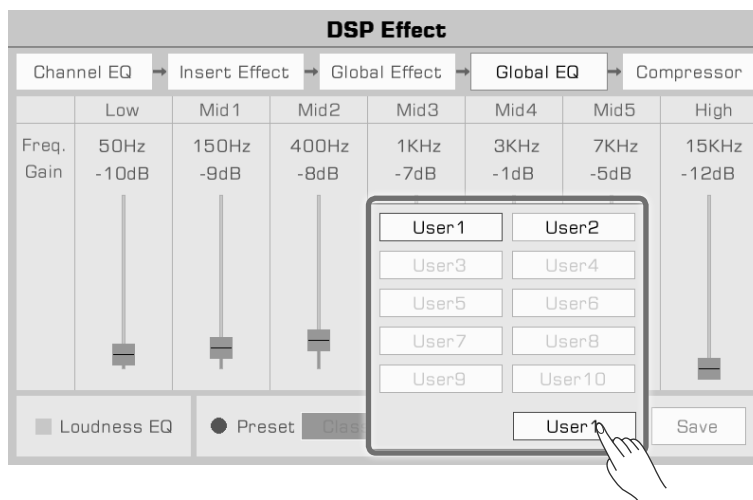 DSP Effect
Channel EQ → Insert Effect → Global Effect → Global EQ → Compressor
Low Mid1 Mid2 Mid3 Mid4 Mid5 High
Freq. 50Hz 150Hz 400Hz 1KHz 3KHz 7KHz 15KHz
Gain -10dB -9dB -8dB -7dB -1dB -5dB -12dB
User1 User2
User3 User4
User5 User6
User7 User8
User9 User10
Loudness EQ Preset Clas User1 Save